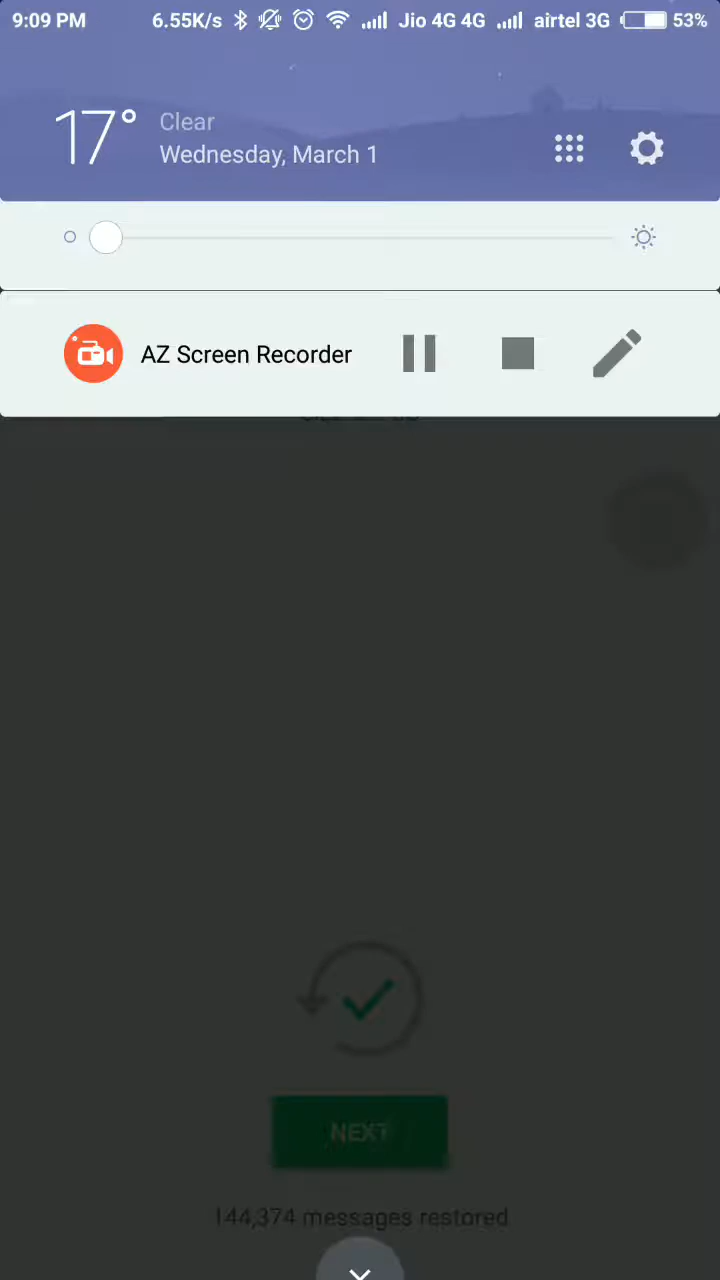 9:09 PM 6.55K/s Jio 4G 4G airtel 3G 53%
17° Clear
Wednesday, March 1
AZ Screen Recorder
NEXT
144,374 messages restored